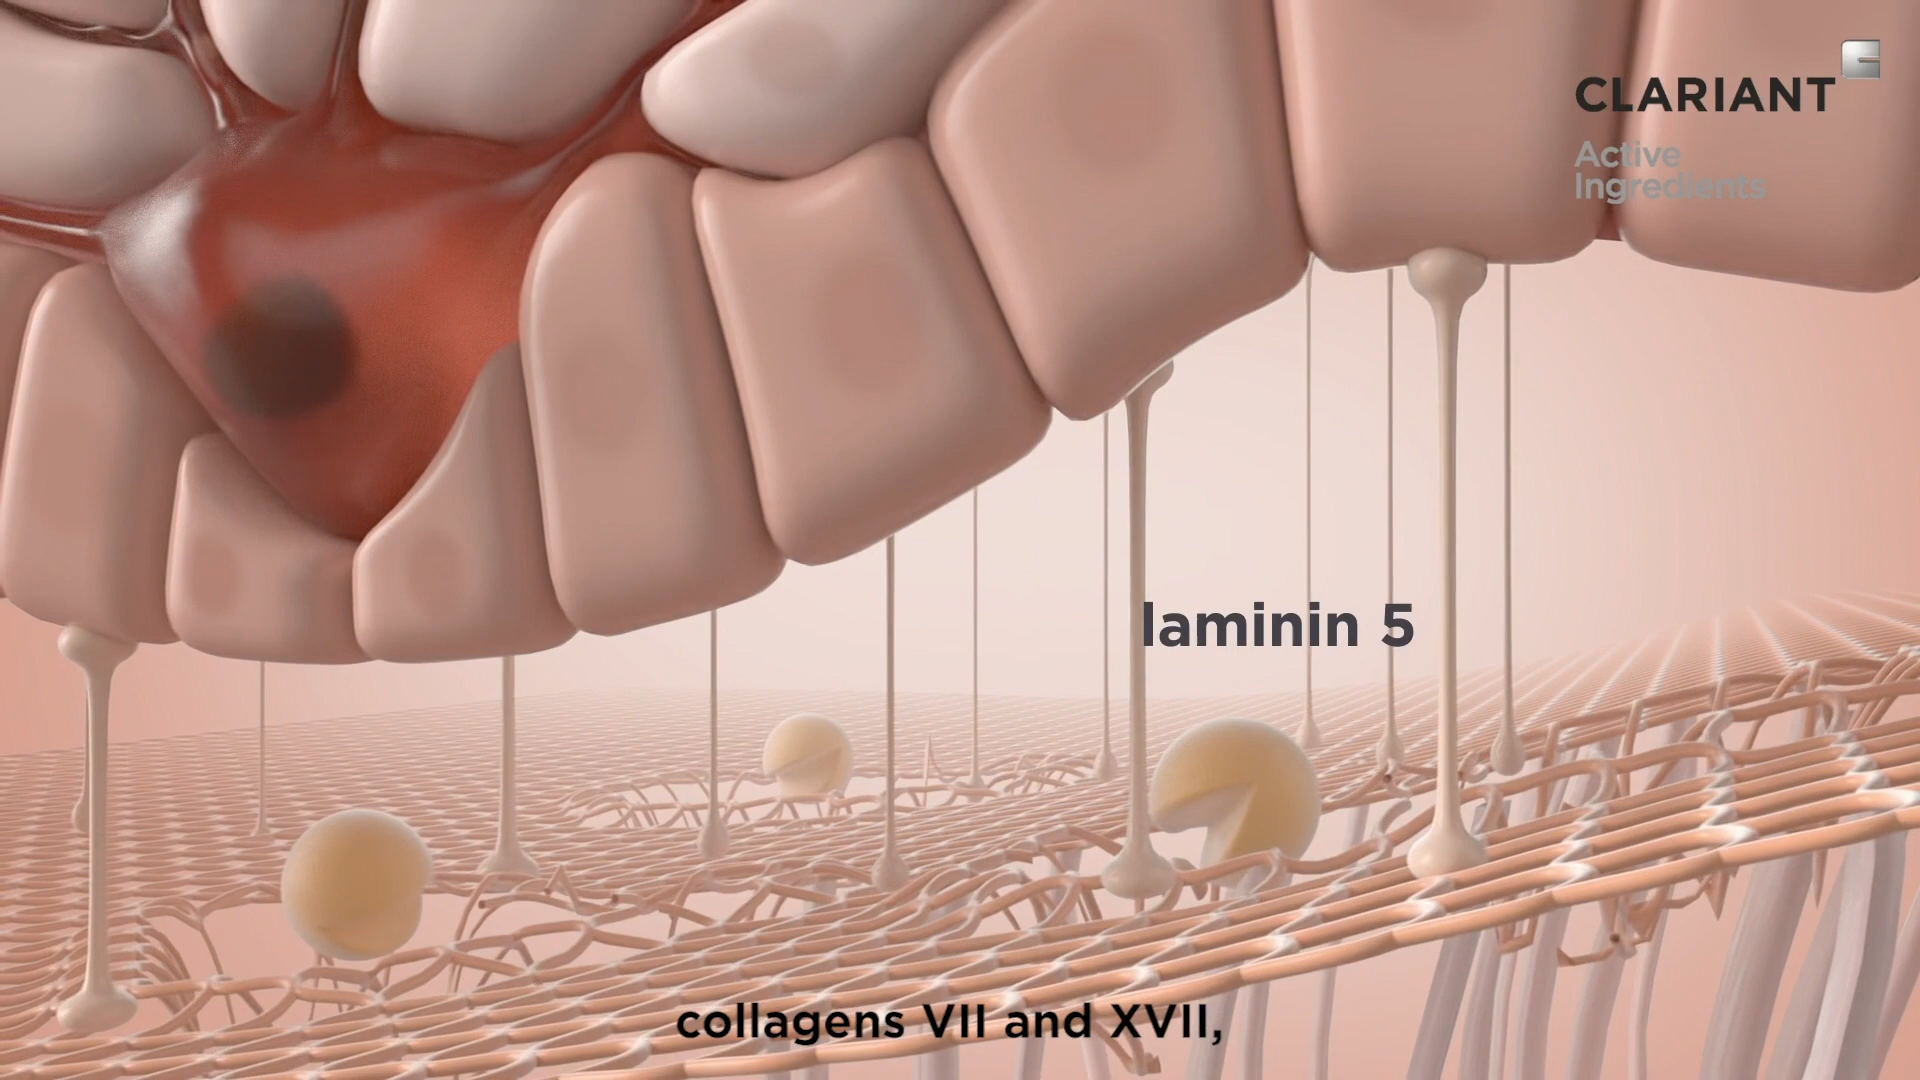 CLARIANT
Active
Ingredients
laminin 5
collagens VII and XVII,